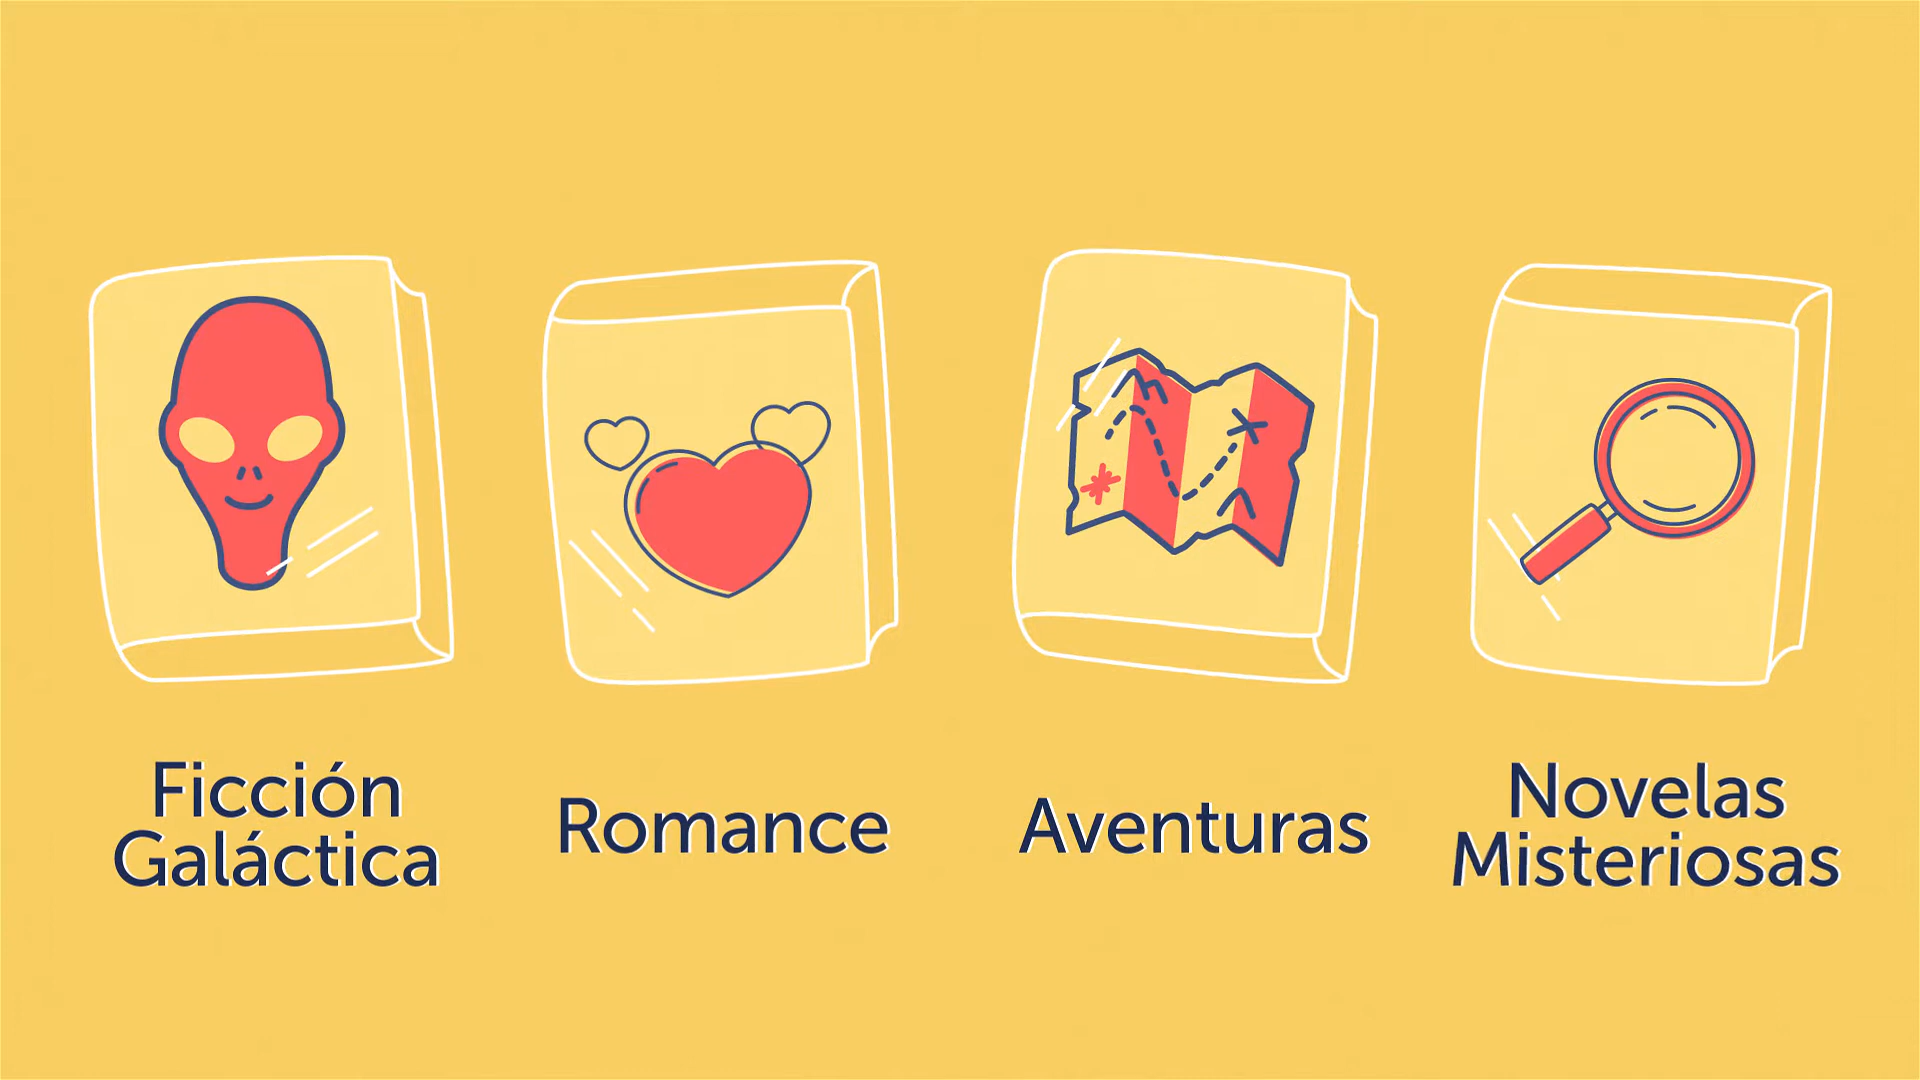 Ficción
Galáctica
Romance
Aventuras
Novelas
Misteriosas